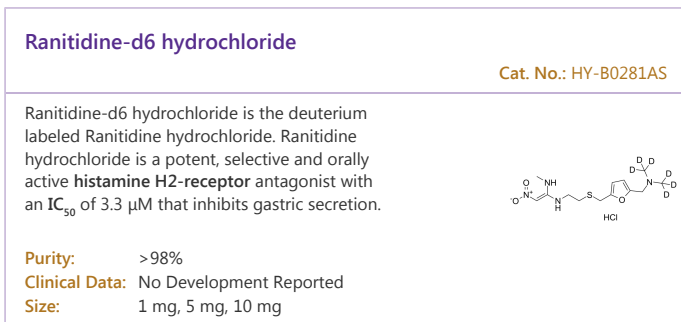 Ranitidine-d6 hydrochloride
Cat. No.: HY-B0281AS
Ranitidine-d6 hydrochloride is the deuterium
labeled Ranitidine hydrochloride. Ranitidine
hydrochloride is a potent, selective and orally
active histamine H2-receptor antagonist with
an IC50 of 3.3 μM that inhibits gastric secretion.
Purity: >98%
Clinical Data: No Development Reported
Size: 1 mg, 5 mg, 10 mg
D D
D
D
N D
D
NH
O
N+
-O
N
H
S
O
HCl